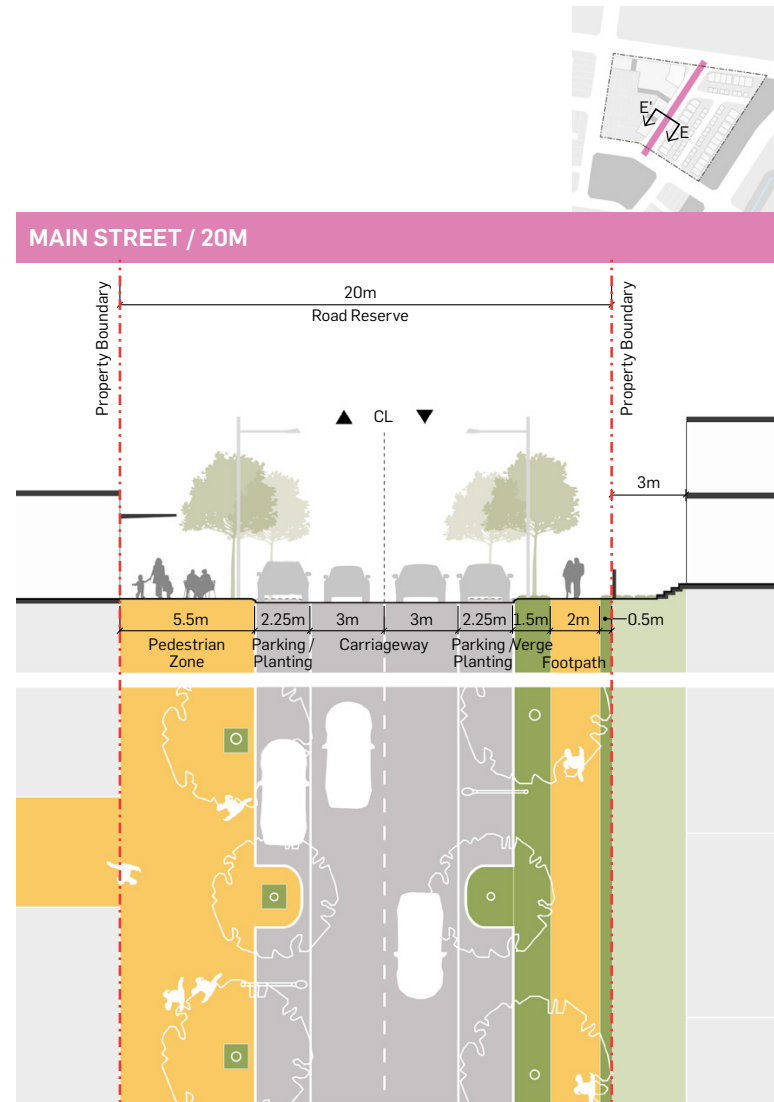 E'
E
MAIN STREET / 20M
Property Boundary
20m
Road Reserve
Property Boundary
CL
3m
5.5m
2.25m
3m
3m
2.25m
1.5m
2m
0.5m
Pedestrian
Zone
Parking /
Planting
Carriageway
Parking /
Planting
Verge
Footpath